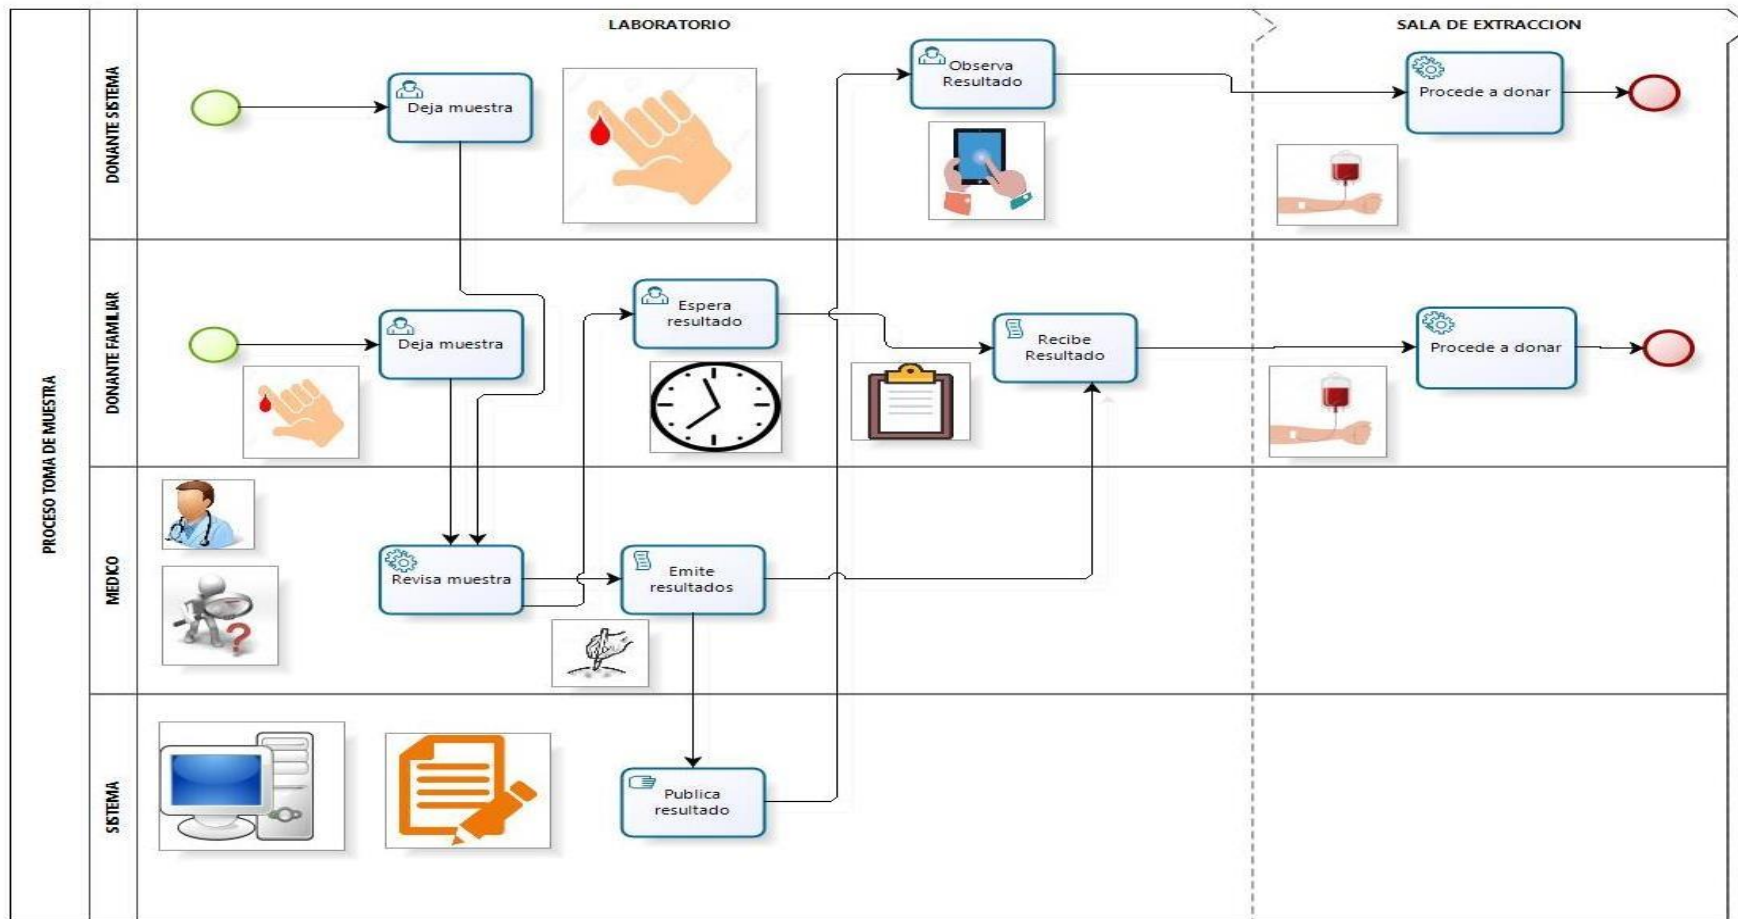 LABORATORIO
SALA DE EXTRACCION
PROCESO TOMA DE MUESTRA
DONANTE SISTEMA
Deja muestra
Observa
Resultado
Procede a donar
DONANTE FAMILIAR
Deja muestra
Espera
resultado
Recibe
Resultado
Procede a donar
MEDICO
Revisa muestra
Emite
resultados
SISTEMA
Publica
resultado